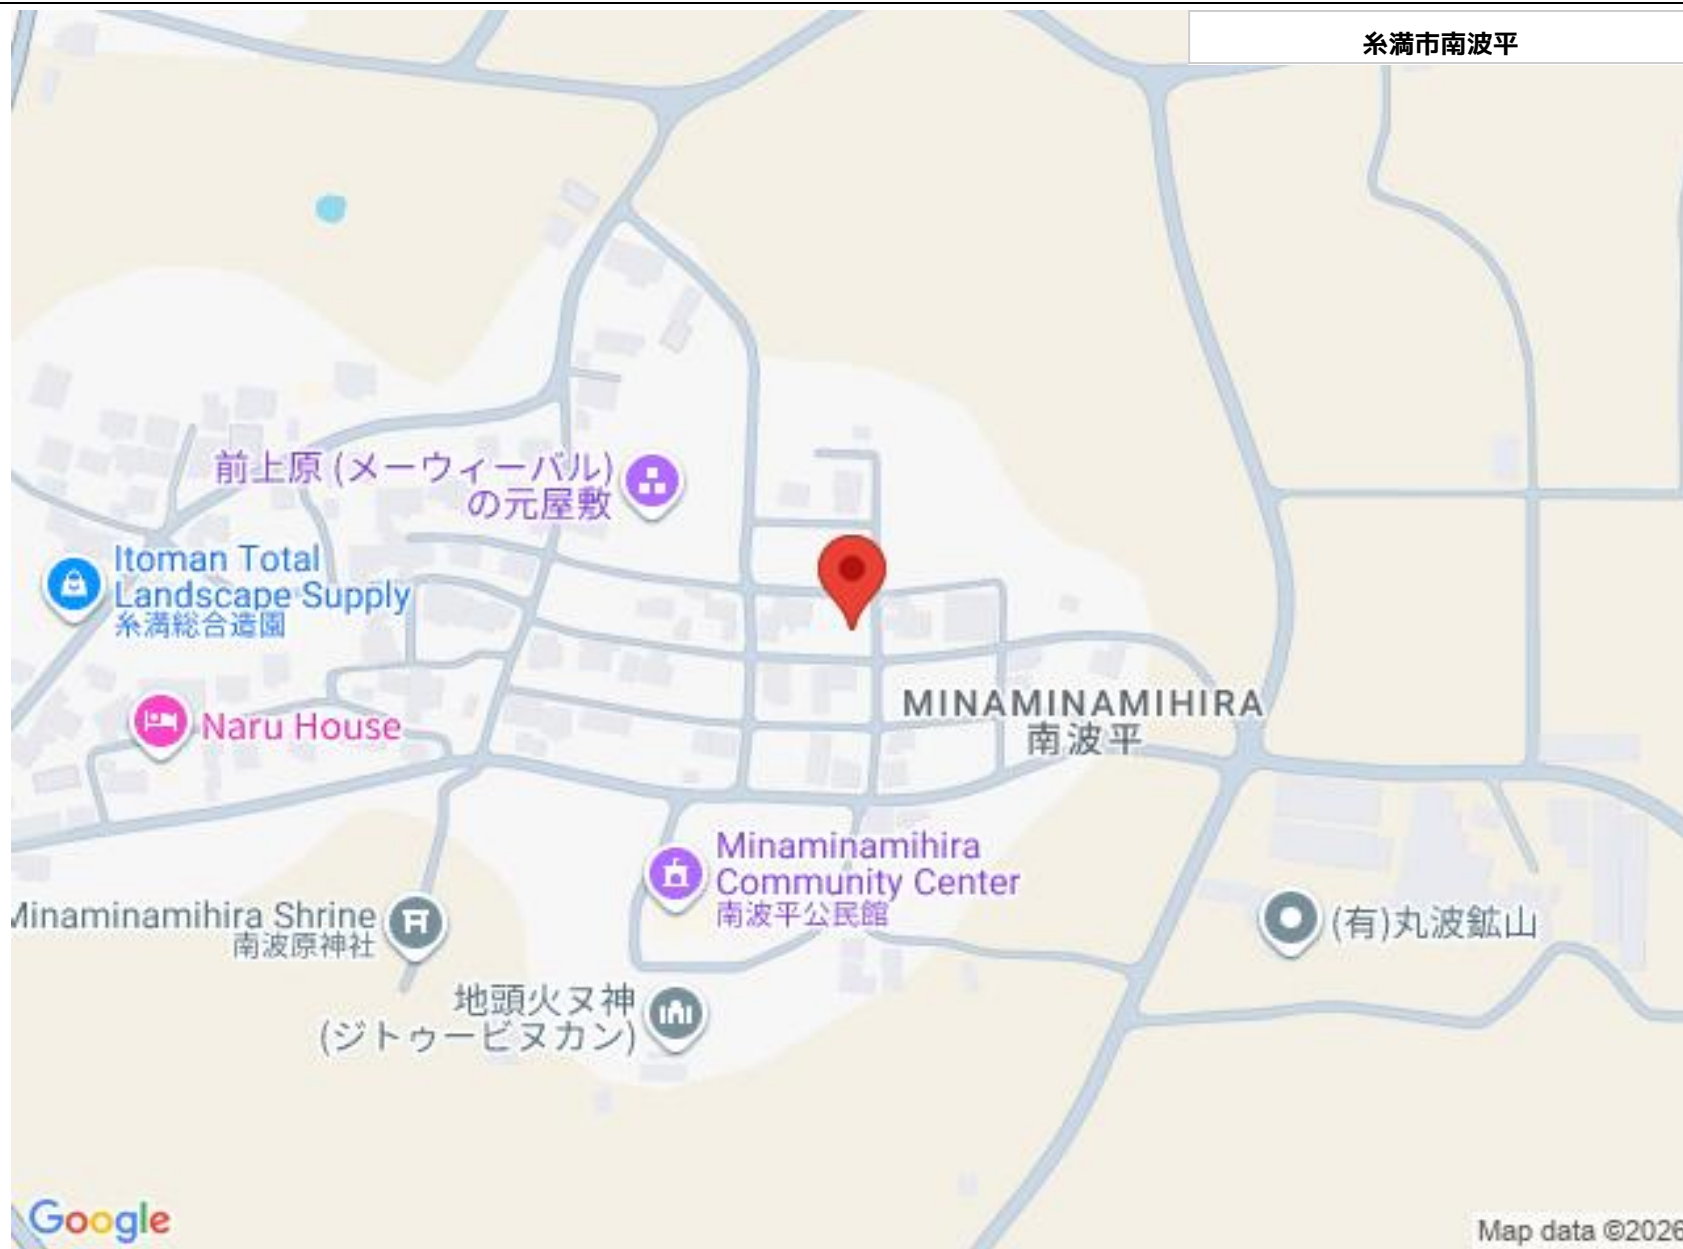 糸満市南波平
前上原 (メーウィーバル)
の元屋敷
Itoman Total
Landscape Supply
糸満総合造園
MINAMINAMIHIRA
南波平
Naru House
Minaminamihira
Community Center
南波平公民館
Minaminamihira Shrine
南波原神社
(有)丸波鉱山
地頭火ヌ神
(ジトゥービヌカン)
Google
Map data ©2026